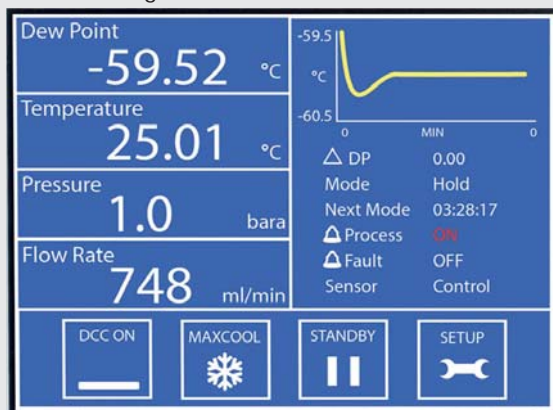 Dew Point
-59.52 °C
Temperature
25.01 °C
Pressure
1.0 bara
Flow Rate
748 ml/min
-59.5
°C
-60.5
0 MIN 0
△ DP 0.00
Mode Hold
Next Mode 03:28:17
Process ON
Fault OFF
Sensor Control
DCC ON
MAXCOOL
STANDBY
SETUP